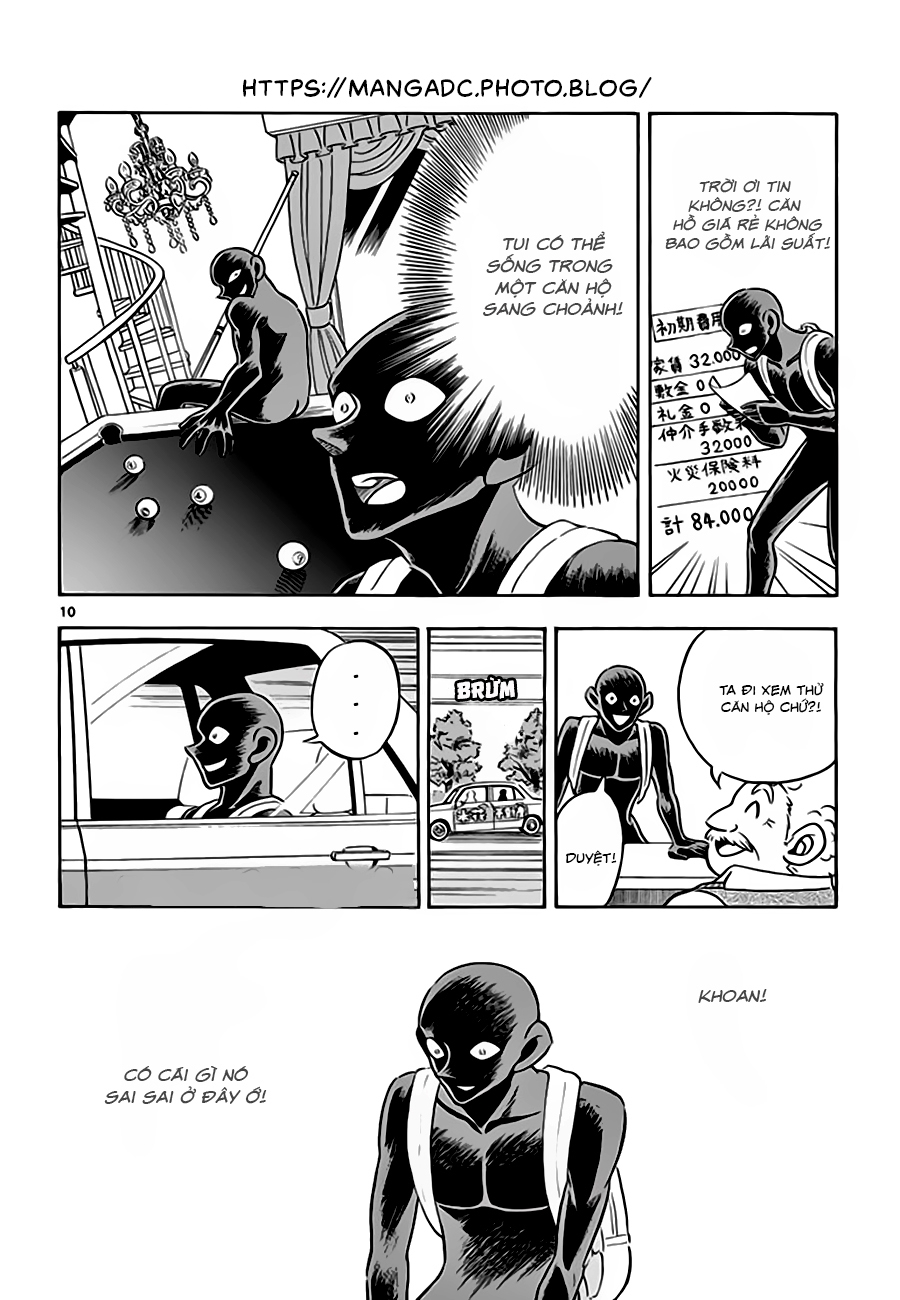 HTTPS://MANGADC.PHOTO.BLOG/
TRỜI ƠI TIN
KHÔNG?! CĂN
HỖ GIÁ RẺ KHÔNG
BAO GỒM LÃI SUẤT!
初期費用
家賃 32.000
敷金 0
礼金 0
仲介手数料
32000
火災保険料
20000
計 84.000
TUI CÓ THỂ
SỐNG TRONG
MỘT CĂN HỘ
SANG CHOẢNH!
10
TA ĐI XEM THỬ
CĂN HỘ CHỨ?!
DUYỆT!
BRỪM
...
KHOAN!
CÓ CÁI GÌ NÓ
SAI SAI Ở ĐÂY Ớ!